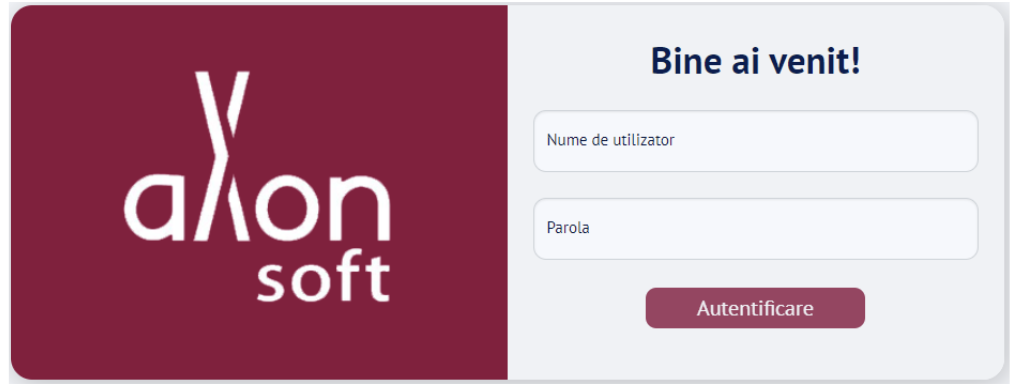 axon
soft
Bine ai venit!
Nume de utilizator
Parola
Autentificare